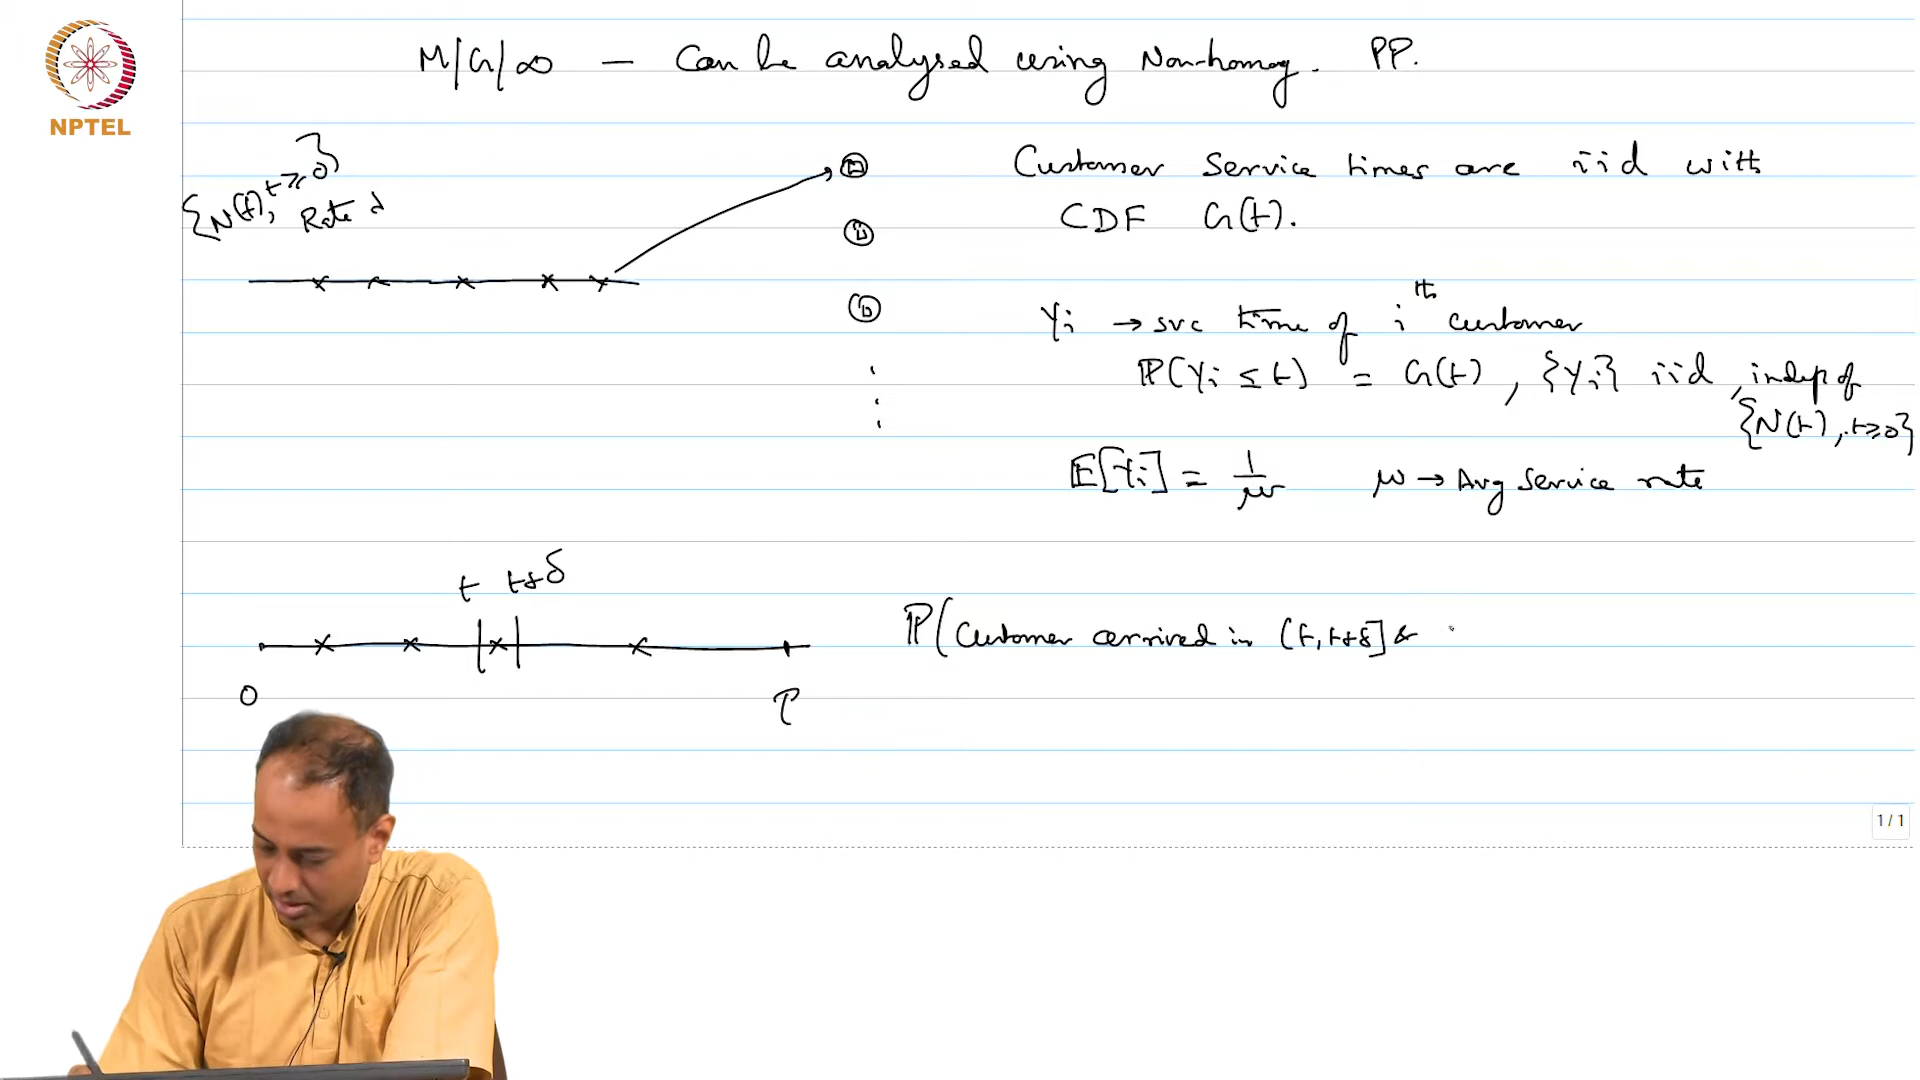 M/G/∞ — Can be analysed using Non-homog. PP.
NPTEL
{N(t), t≥0}
Rate λ
Customer Service times are iid with
CDF G(t).
Yi → svc time of ith customer
P(Yi ≤ t) = G(t), {Yi} iid, indep of
{N(t), t≥0}
E[Yi] = 1/μ μ → Avg service rate
t t+δ
P(Customer arrived in (t, t+δ] &
0 τ
1 / 1